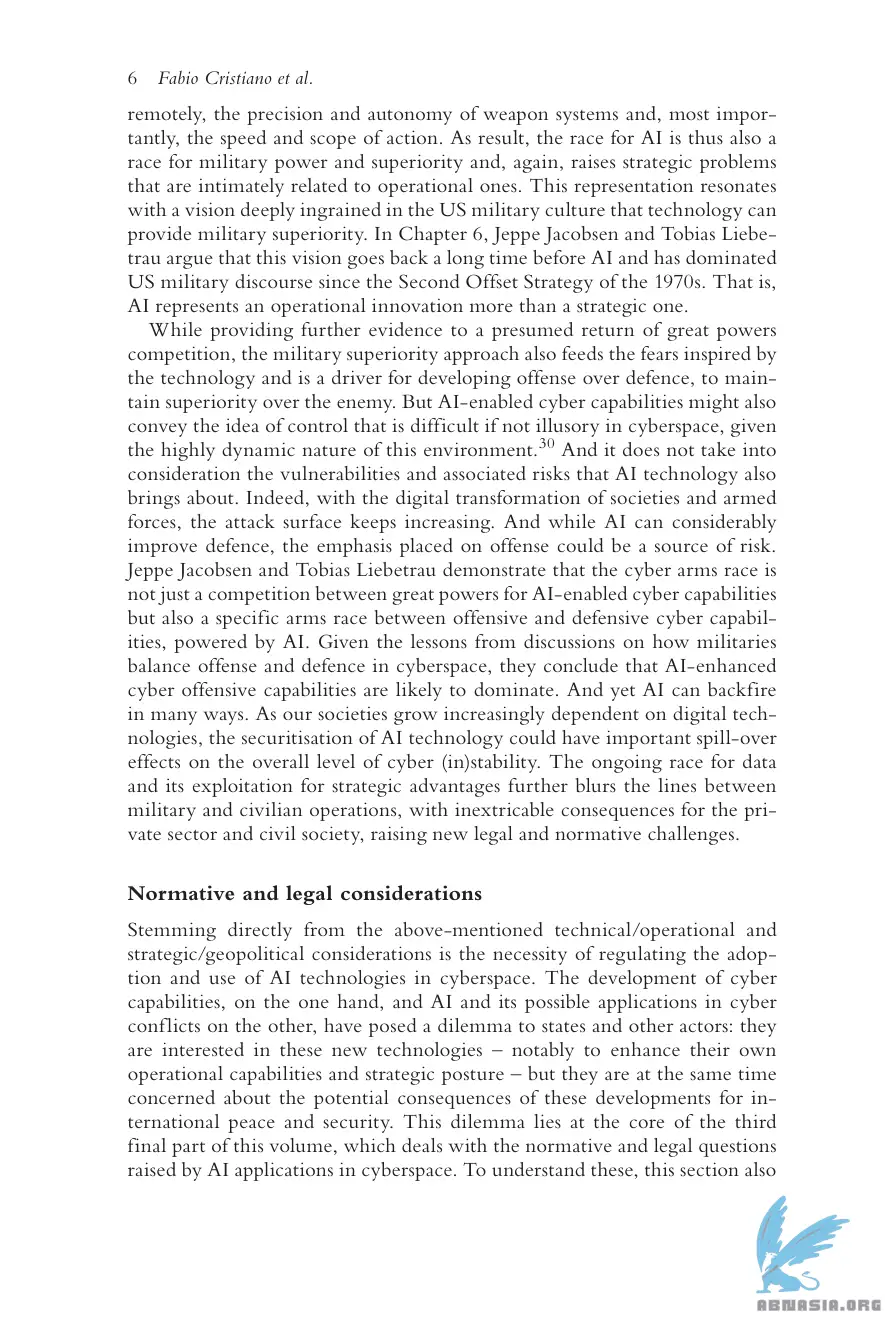 6 Fabio Cristiano et al.
remotely, the precision and autonomy of weapon systems and, most impor-
tantly, the speed and scope of action. As result, the race for AI is thus also a
race for military power and superiority and, again, raises strategic problems
that are intimately related to operational ones. This representation resonates
with a vision deeply ingrained in the US military culture that technology can
provide military superiority. In Chapter 6, Jeppe Jacobsen and Tobias Liebe-
trau argue that this vision goes back a long time before AI and has dominated
US military discourse since the Second Offset Strategy of the 1970s. That is,
AI represents an operational innovation more than a strategic one.
While providing further evidence to a presumed return of great powers
competition, the military superiority approach also feeds the fears inspired by
the technology and is a driver for developing offense over defence, to main-
tain superiority over the enemy. But AI-enabled cyber capabilities might also
convey the idea of control that is difficult if not illusory in cyberspace, given
the highly dynamic nature of this environment.30 And it does not take into
consideration the vulnerabilities and associated risks that AI technology also
brings about. Indeed, with the digital transformation of societies and armed
forces, the attack surface keeps increasing. And while AI can considerably
improve defence, the emphasis placed on offense could be a source of risk.
Jeppe Jacobsen and Tobias Liebetrau demonstrate that the cyber arms race is
not just a competition between great powers for AI-enabled cyber capabilities
but also a specific arms race between offensive and defensive cyber capabil-
ities, powered by AI. Given the lessons from discussions on how militaries
balance offense and defence in cyberspace, they conclude that AI-enhanced
cyber offensive capabilities are likely to dominate. And yet AI can backfire
in many ways. As our societies grow increasingly dependent on digital tech-
nologies, the securitisation of AI technology could have important spill-over
effects on the overall level of cyber (in)stability. The ongoing race for data
and its exploitation for strategic advantages further blurs the lines between
military and civilian operations, with inextricable consequences for the pri-
vate sector and civil society, raising new legal and normative challenges.
Normative and legal considerations
Stemming directly from the above-mentioned technical/operational and
strategic/geopolitical considerations is the necessity of regulating the adop-
tion and use of AI technologies in cyberspace. The development of cyber
capabilities, on the one hand, and AI and its possible applications in cyber
conflicts on the other, have posed a dilemma to states and other actors: they
are interested in these new technologies – notably to enhance their own
operational capabilities and strategic posture – but they are at the same time
concerned about the potential consequences of these developments for in-
ternational peace and security. This dilemma lies at the core of the third
final part of this volume, which deals with the normative and legal questions
raised by AI applications in cyberspace. To understand these, this section also
ABNASIA.ORG